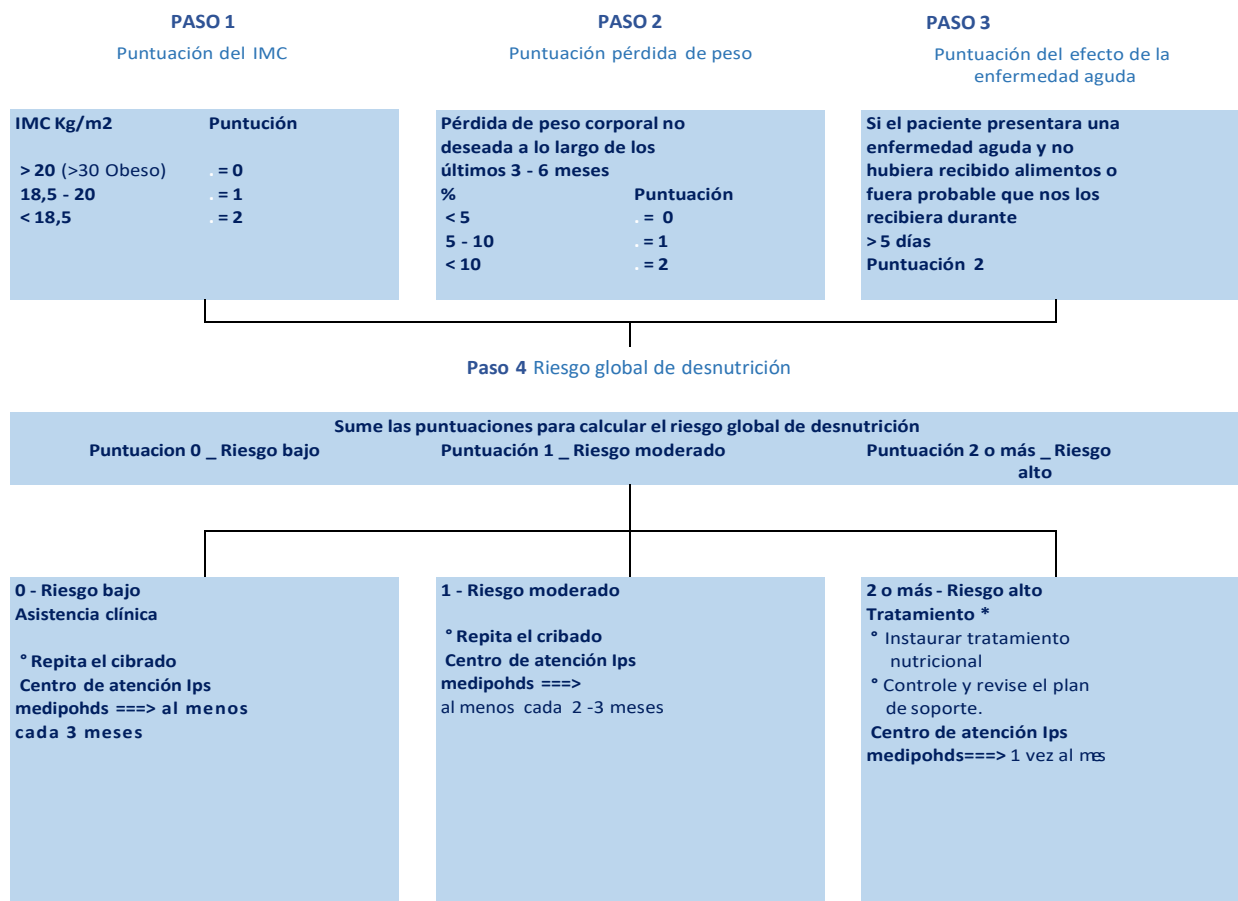 PASO 1
Puntuación del IMC
IMC Kg/m2 Puntución
> 20 (>30 Obeso) . = 0
18,5 - 20 . = 1
< 18,5 . = 2
PASO 2
Puntuación pérdida de peso
Pérdida de peso corporal no
deseada a lo largo de los
últimos 3 - 6 meses
% Puntuación
< 5 . = 0
5 - 10 . = 1
< 10 . = 2
PASO 3
Puntuación del efecto de la
enfermedad aguda
Si el paciente presentara una
enfermedad aguda y no
hubiera recibido alimentos o
fuera probable que nos los
recibiera durante
> 5 días
Puntuación 2
Paso 4 Riesgo global de desnutrición
Sume las puntuaciones para calcular el riesgo global de desnutrición
Puntuacion 0 _ Riesgo bajo
Puntuación 1 _ Riesgo moderado
Puntuación 2 o más _ Riesgo
alto
0 - Riesgo bajo
Asistencia clínica
° Repita el cibrado
Centro de atención Ips
medipohds ===> al menos
cada 3 meses
1 - Riesgo moderado
° Repita el cribado
Centro de atención Ips
medipohds ===>
al menos cada 2 -3 meses
2 o más - Riesgo alto
Tratamiento *
° Instaurar tratamiento
nutricional
° Controle y revise el plan
de soporte.
Centro de atención Ips
medipohds===> 1 vez al mes